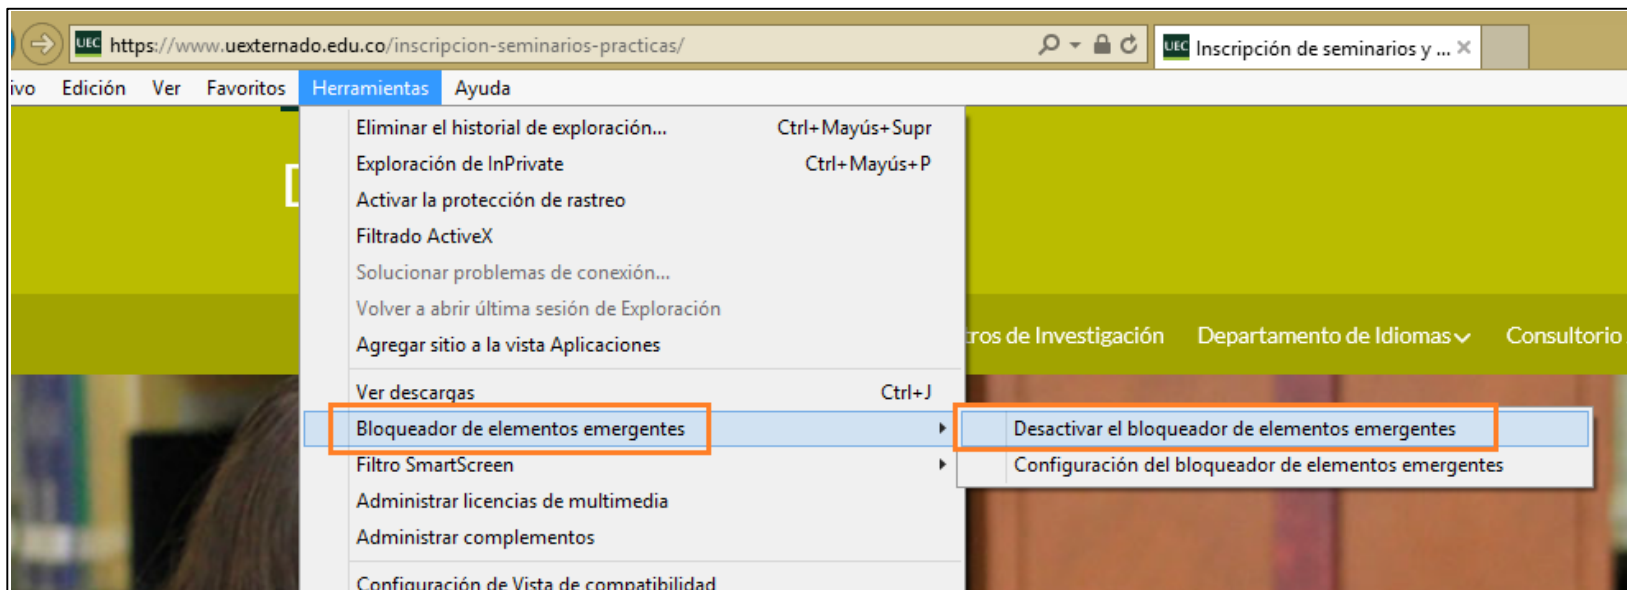 UEC https://www.uexternado.edu.co/inscripcion-seminarios-practicas/
UEC Inscripción de seminarios y ... ×
ivo Edición Ver Favoritos Herramientas Ayuda
Eliminar el historial de exploración... Ctrl+Mayús+Supr
Exploración de InPrivate Ctrl+Mayús+P
Activar la protección de rastreo
Filtrado ActiveX
Solucionar problemas de conexión...
Volver a abrir última sesión de Exploración
Agregar sitio a la vista Aplicaciones
tros de Investigación Departamento de Idiomas Consultorio
Ver descargas Ctrl+J
Bloqueador de elementos emergentes
Desactivar el bloqueador de elementos emergentes
Filtro SmartScreen
Configuración del bloqueador de elementos emergentes
Administrar licencias de multimedia
Administrar complementos
Configuración de Vista de compatibilidad